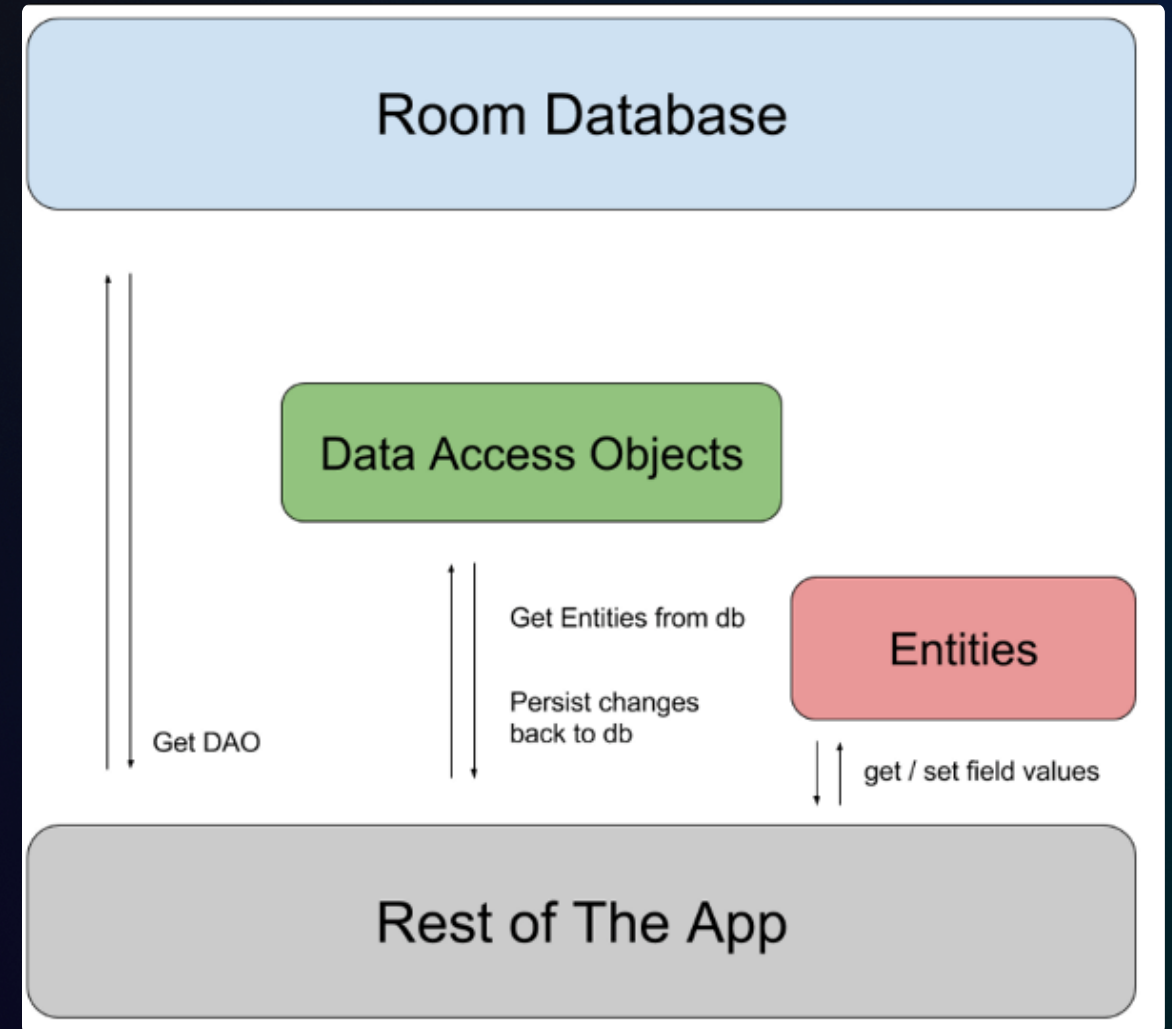 Room Database
Data Access Objects
Get Entities from db
Entities
Persist changes
back to db
Get DAO
get / set field values
Rest of The App